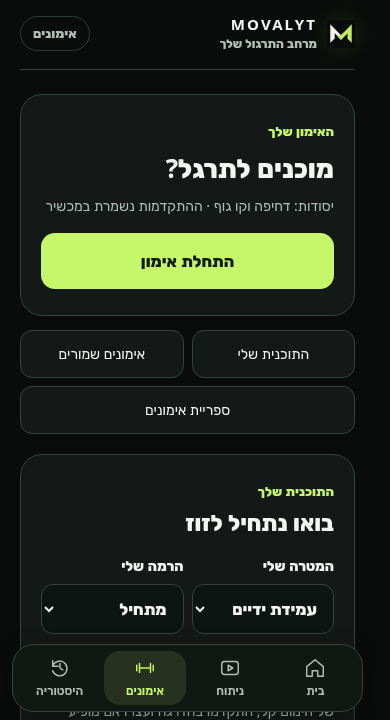 MOVALYT
מרחב התרגול שלך
אימונים
האימון שלך
מוכנים לתרגל?
יסודות: דחיפה וקו גוף · ההתקדמות נשמרת במכשיר
התחלת אימון
התוכנית שלי
אימונים שמורים
ספריית אימונים
התוכנית שלך
בואו נתחיל לזוז
המטרה שלי
הרמה שלי
עמידת ידיים
מתחיל
בית
ניתוח
אימונים
היסטוריה